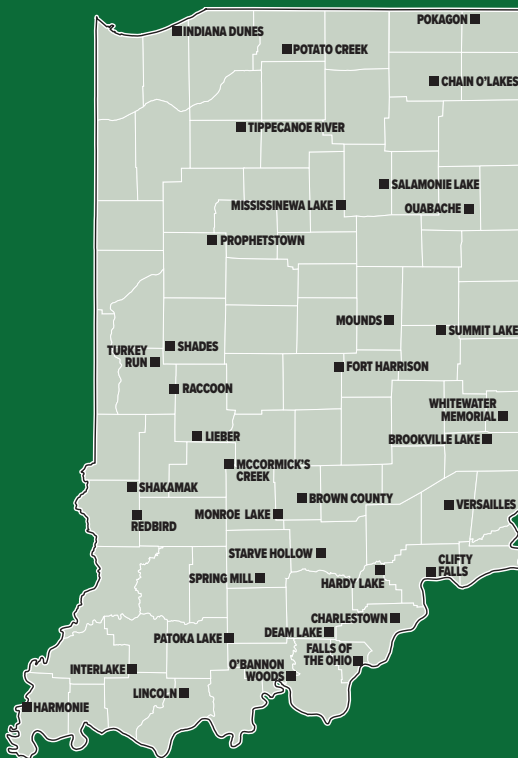 POKAGON
INDIANA DUNES
POTATO CREEK
CHAIN O'LAKES
TIPPECANOE RIVER
SALAMONIE LAKE
MISSISSINEWA LAKE
OUABACHE
PROPHETSTOWN
MOUNDS
SUMMIT LAKE
SHADES
TURKEY
RUN
FORT HARRISON
RACCOON
WHITEWATER
MEMORIAL
LIEBER
BROOKVILLE LAKE
MCCORMICK'S
CREEK
SHAKAMAK
BROWN COUNTY
VERSAILLES
REDBIRD
MONROE LAKE
STARVE HOLLOW
CLIFTY
FALLS
SPRING MILL
HARDY LAKE
CHARLESTOWN
DEAM LAKE
PATOKA LAKE
FALLS OF
THE OHIO
O'BANNON
WOODS
INTERLAKE
LINCOLN
HARMONIE